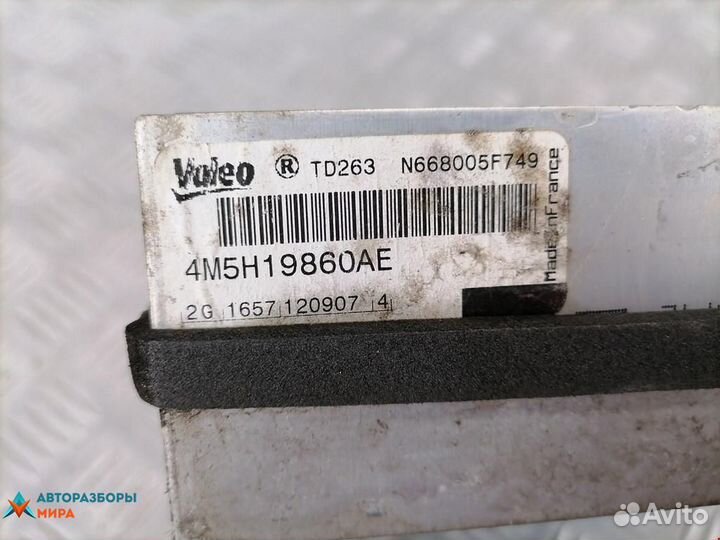 Valeo ® TD263 N668005F749
4M5H19860AE
2G 1657 120907 4
Made in France
АВТОРАЗБОРЫ
МИРА
Avito